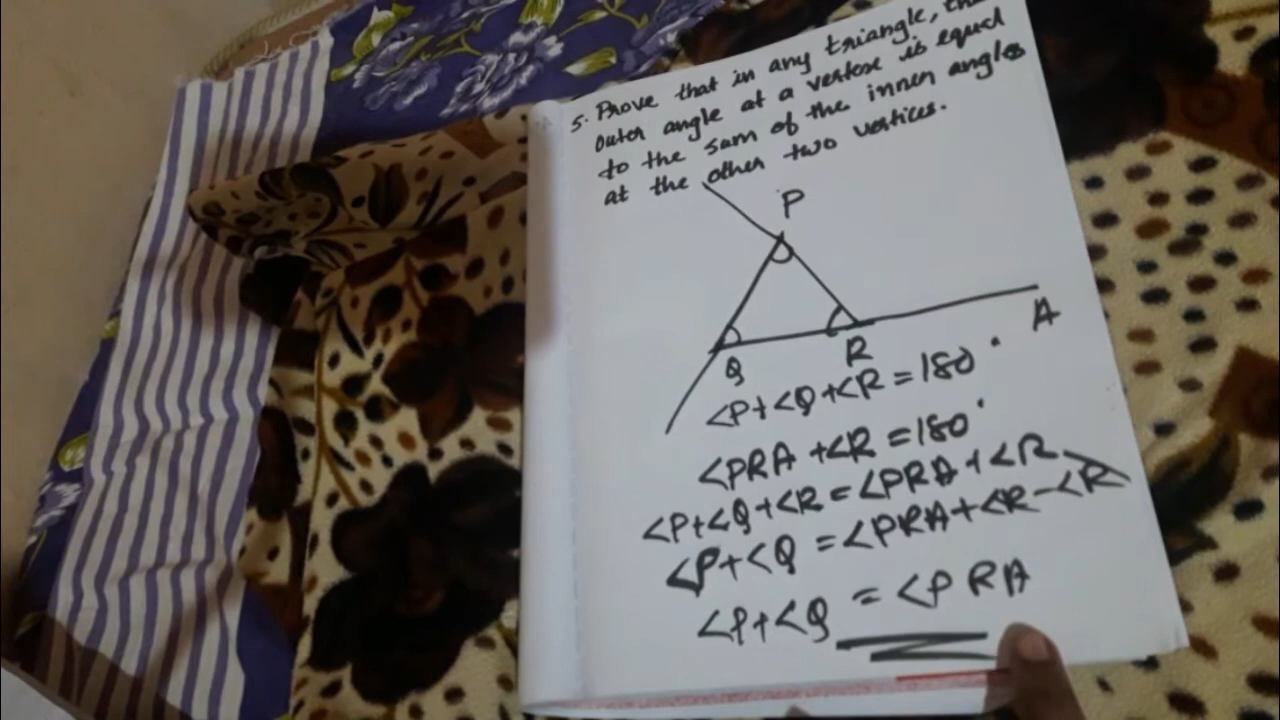 5. Prove that in any triangle, the
outer angle at a vertex is equal
to the sum of the inner angles
at the other two vertices.
P
A
Q
R
<P+<Q+<R=180°
<PRA+<R=180°
<P+<Q+<R=<PRA+<R
<P+<Q=<PRA+<R-<R
<P+<Q=<PRA